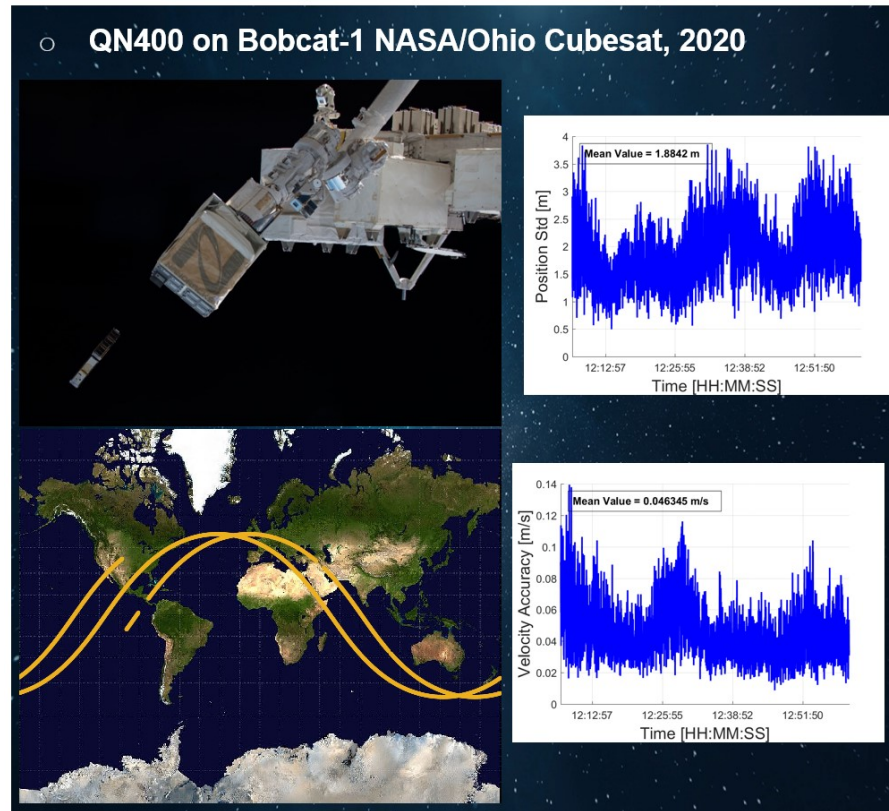 QN400 on Bobcat-1 NASA/Ohio Cubesat, 2020
4
3.5
3
2.5
2
1.5
1
0.5
0
Position Std [m]
Mean Value = 1.8842 m
12:12:57 12:25:55 12:38:52 12:51:50
Time [HH:MM:SS]
0.14
0.12
0.1
0.08
0.06
0.04
0.02
0
Velocity Accuracy [m/s]
Mean Value = 0.046345 m/s
12:12:57 12:25:55 12:38:52 12:51:50
Time [HH:MM:SS]